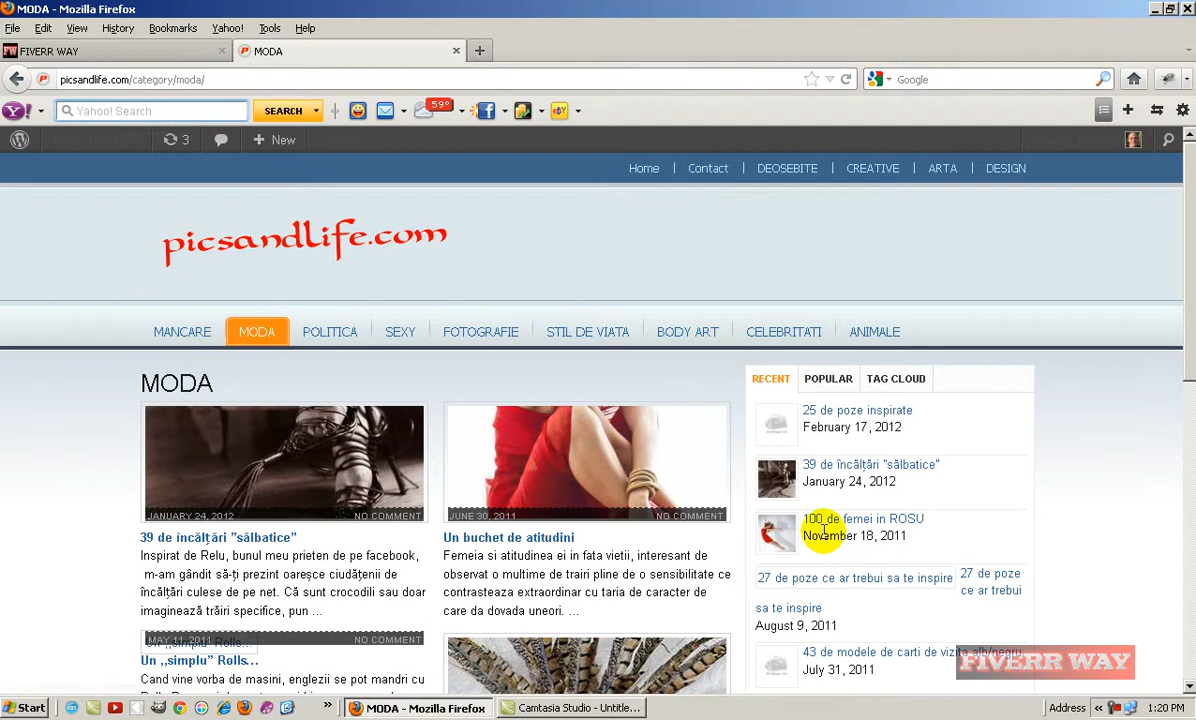 MODA - Mozilla Firefox
File Edit View History Bookmarks Yahoo! Tools Help
FIVERR WAY
MODA
picsandlife.com/category/moda/
Google
Yahoo! Search
SEARCH
59°
3
New
Home Contact DEOSEBITE CREATIVE ARTA DESIGN
picsandlife.com
MANCARE MODA POLITICA SEXY FOTOGRAFIE STIL DE VIATA BODY ART CELEBRITATI ANIMALE
MODA
JANUARY 24, 2012 NO COMMENT
39 de încălțări "sălbatice"
Inspirat de Relu, bunul meu prieten de pe facebook,
m-am gândit să-ți prezint oareșce ciudățenii de
încălțări culese de pe net. Că sunt crocodili sau doar
imaginează trăiri specifice, pun ...
JUNE 30, 2011 NO COMMENT
Un buchet de atitudini
Femeia si atitudinea ei in fata vietii, interesant de
observat o multime de trairi pline de o sensibilitate ce
contrasteaza extraordinar cu taria de caracter de
care da dovada uneori. ...
MAY 11, 2011 NO COMMENT
Un ,,simplu” Rolls...
Un ,,simplu” Rolls…
Cand vine vorba de masini, englezii se pot mandri cu
RECENT POPULAR TAG CLOUD
25 de poze inspirate
February 17, 2012
39 de încălțări "sălbatice"
January 24, 2012
100 de femei in ROSU
November 18, 2011
27 de poze ce ar trebui sa te inspire
27 de poze
ce ar trebui
sa te inspire
August 9, 2011
43 de modele de carti de vizita alb/negru
July 31, 2011
FIVERR WAY
Start
MODA - Mozilla Firefox
Camtasia Studio - Untitle...
Address
1:20 PM